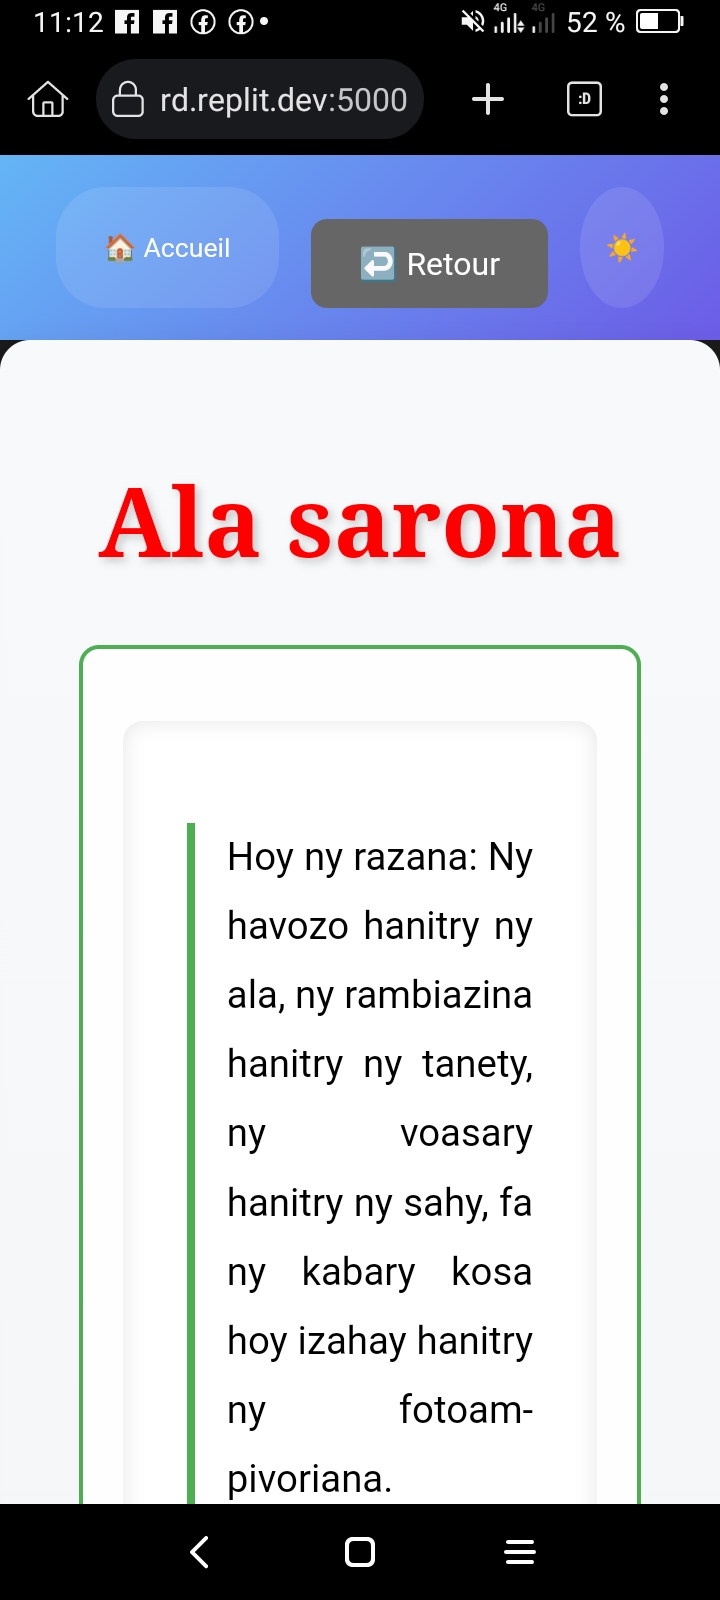 11:12
4G 4G 52 %
rd.replit.dev:5000
:D
Accueil
Retour
Ala sarona
Hoy ny razana: Ny
havozo hanitry ny
ala, ny rambiazina
hanitry ny tanety,
ny voasary
hanitry ny sahy, fa
ny kabary kosa
hoy izahay hanitry
ny fotoam-
pivoriana.